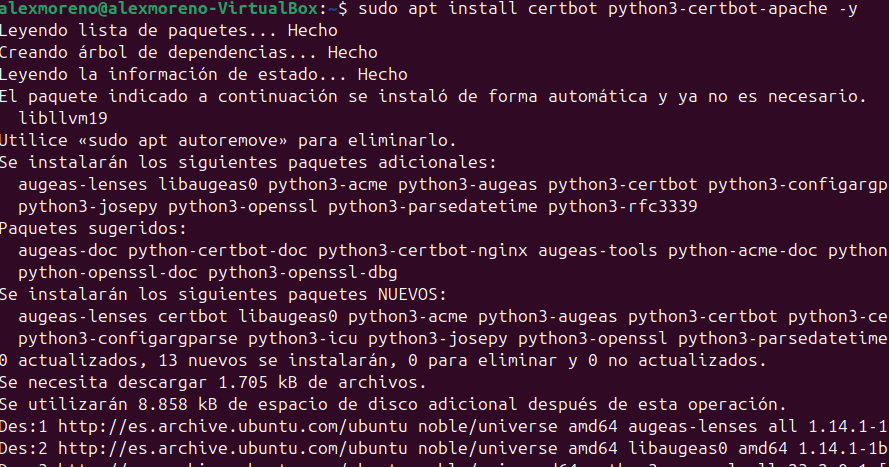 alexmoreno@alexmoreno-VirtualBox:~$ sudo apt install certbot python3-certbot-apache -y
Leyendo lista de paquetes... Hecho
Creando árbol de dependencias... Hecho
Leyendo la información de estado... Hecho
El paquete indicado a continuación se instaló de forma automática y ya no es necesario.
  libllvm19
Utilice «sudo apt autoremove» para eliminarlo.
Se instalarán los siguientes paquetes adicionales:
  augeas-lenses libaugeas0 python3-acme python3-augeas python3-certbot python3-configargp
  python3-josepy python3-openssl python3-parsedatetime python3-rfc3339
Paquetes sugeridos:
  augeas-doc python-certbot-doc python3-certbot-nginx augeas-tools python-acme-doc python
  python-openssl-doc python3-openssl-dbg
Se instalarán los siguientes paquetes NUEVOS:
  augeas-lenses certbot libaugeas0 python3-acme python3-augeas python3-certbot python3-ce
  python3-configargparse python3-icu python3-josepy python3-openssl python3-parsedatetime
0 actualizados, 13 nuevos se instalarán, 0 para eliminar y 0 no actualizados.
Se necesita descargar 1.705 kB de archivos.
Se utilizarán 8.858 kB de espacio de disco adicional después de esta operación.
Des:1 http://es.archive.ubuntu.com/ubuntu noble/universe amd64 augeas-lenses all 1.14.1-1
Des:2 http://es.archive.ubuntu.com/ubuntu noble/universe amd64 libaugeas0 amd64 1.14.1-1b